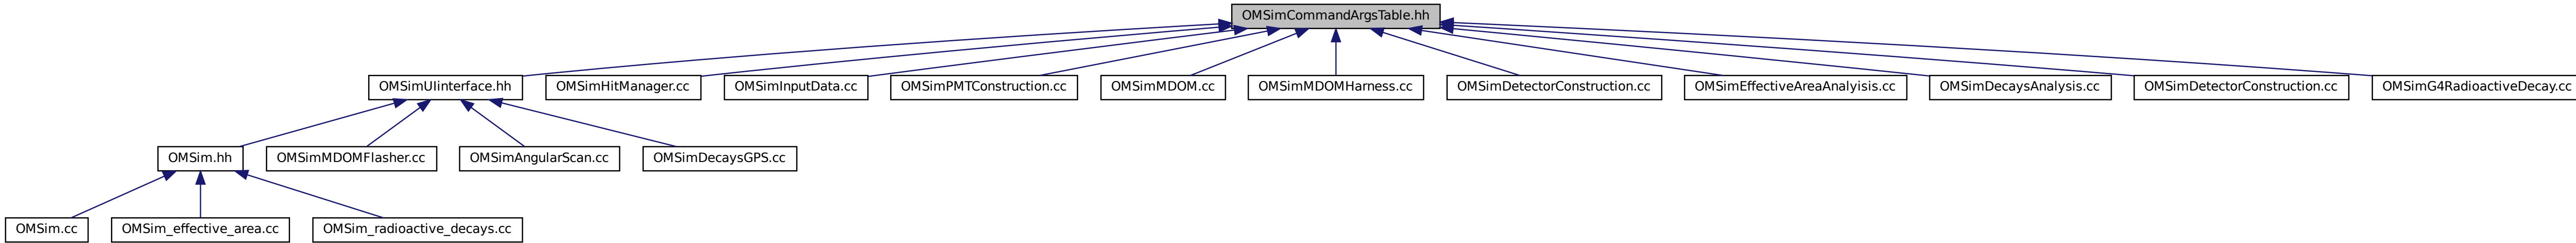 OMSimCommandArgsTable.hh
OMSimUIinterface.hh
OMSimHitManager.cc
OMSimInputData.cc
OMSimPMTConstruction.cc
OMSimMDOM.cc
OMSimMDOMHarness.cc
OMSimDetectorConstruction.cc
OMSimEffectiveAreaAnalyisis.cc
OMSimDecaysAnalysis.cc
OMSimDetectorConstruction.cc
OMSimG4RadioactiveDecay.cc
OMSim.hh
OMSimMDOMFlasher.cc
OMSimAngularScan.cc
OMSimDecaysGPS.cc
OMSim.cc
OMSim_effective_area.cc
OMSim_radioactive_decays.cc